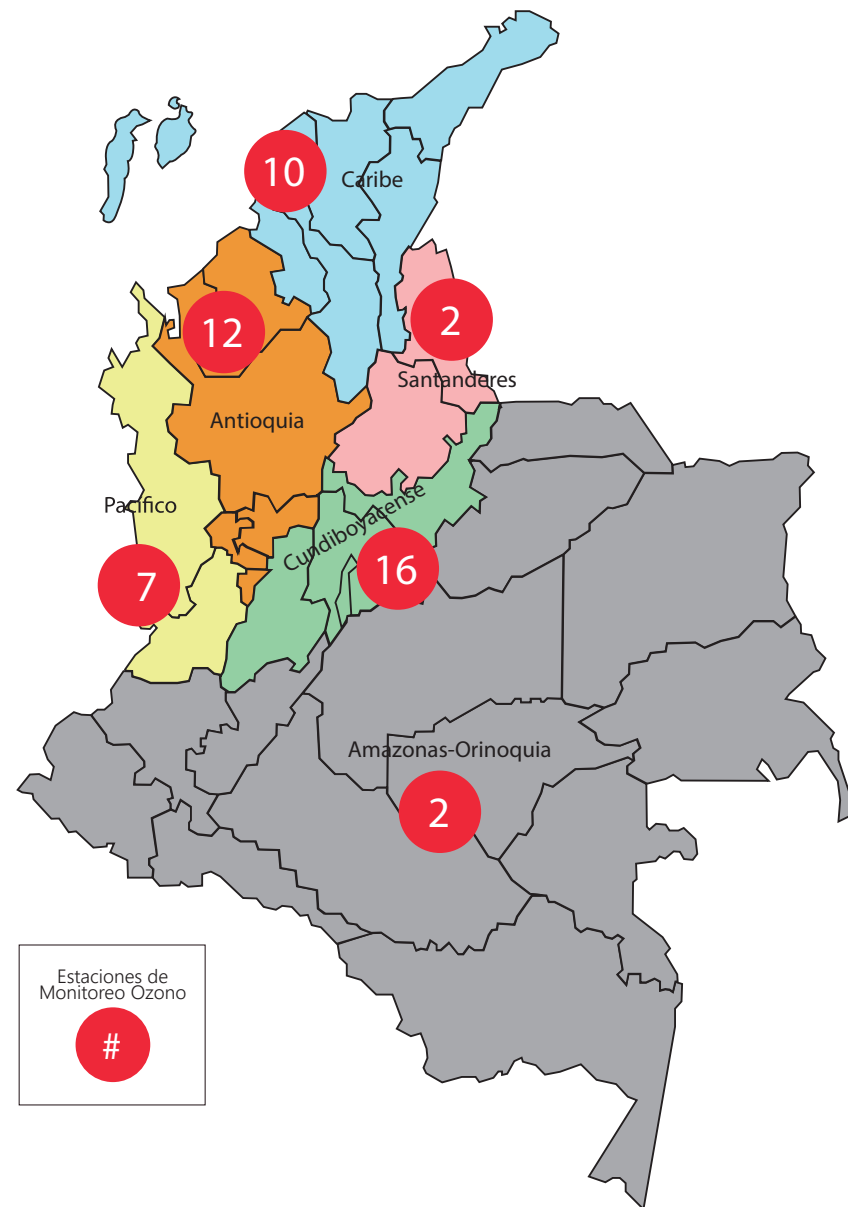 10
Caribe
2
12
Santanderes
Antioquia
Pacifico
Cundiboyacense
16
7
Amazonas-Orinoquia
2
Estaciones de
Monitoreo Ozono
#